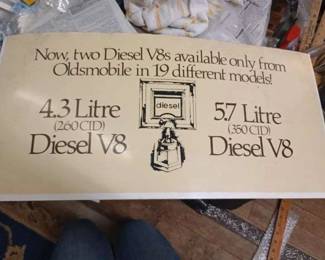 Now, two Diesel V8s available only from
Oldsmobile in 19 different models!
4.3 Litre
(260 CID)
Diesel V8
diesel
5.7 Litre
(350 CID)
Diesel V8